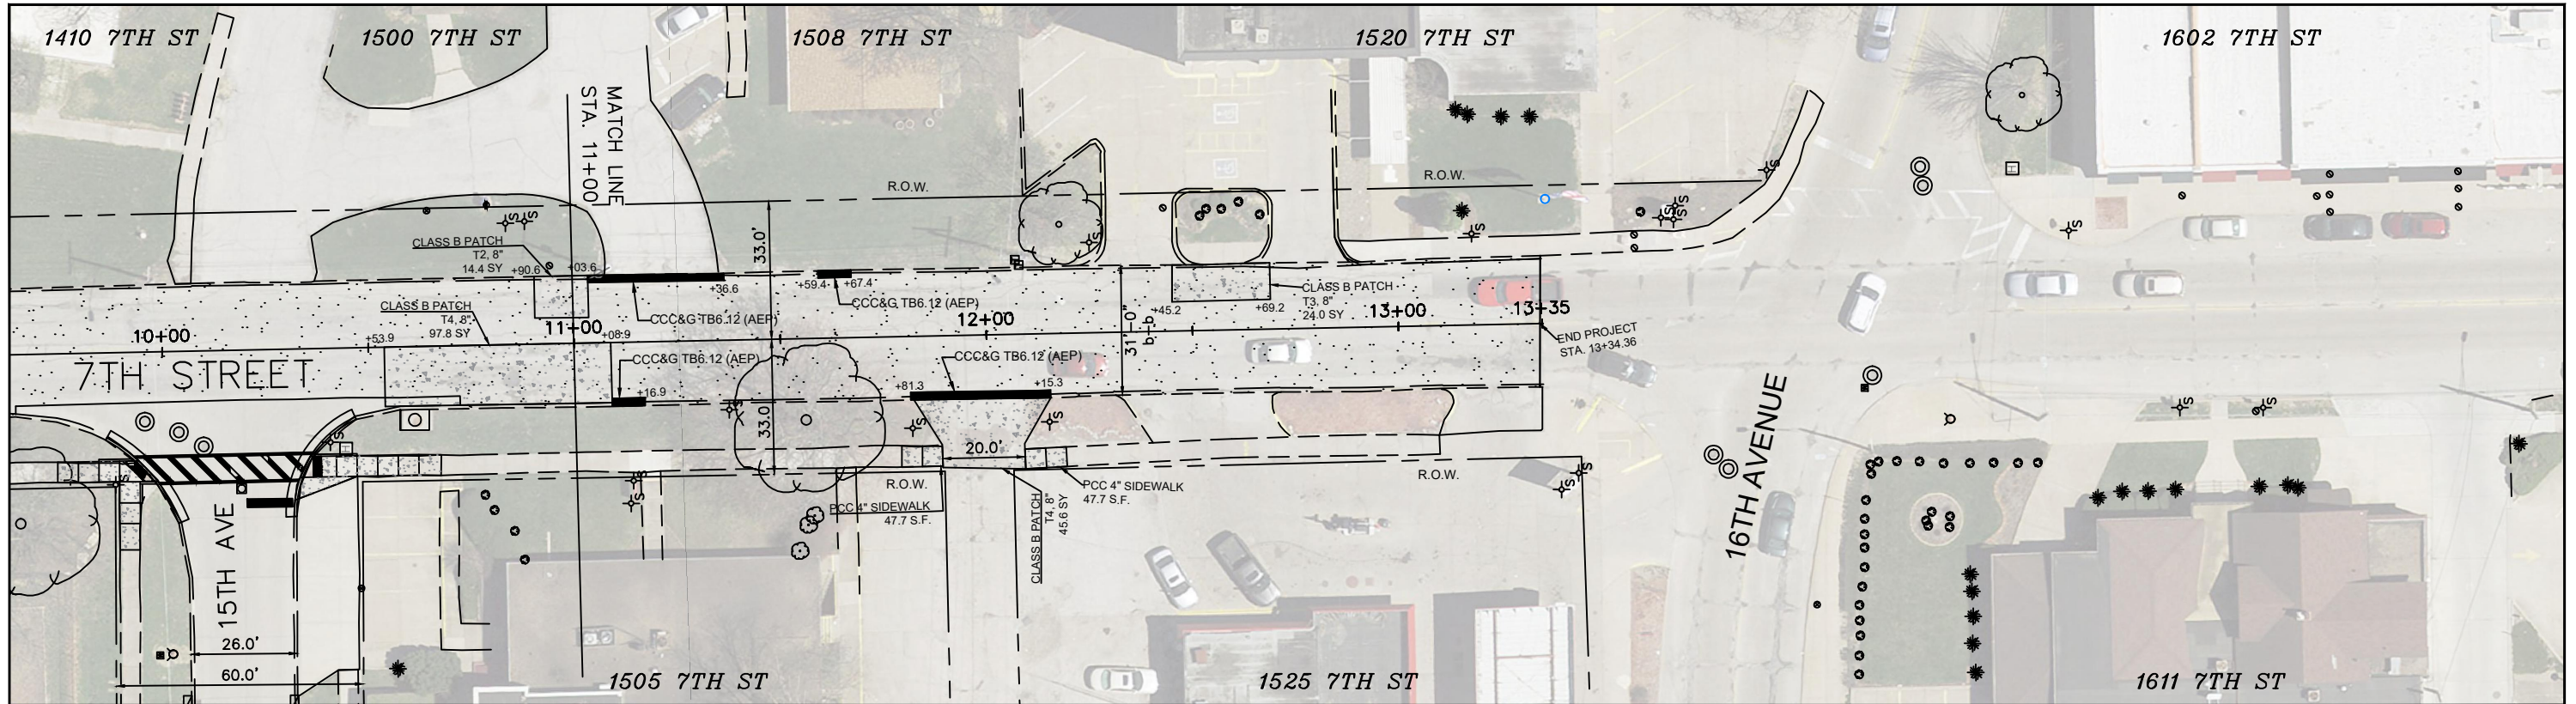 1410 7TH ST
1500 7TH ST
1508 7TH ST
1520 7TH ST
1602 7TH ST
MATCH LINE
STA. 11+00
R.O.W.
R.O.W.
S
S
S
S
S
S
S
S
S
CLASS B PATCH
T2, 8"
14.4 SY
+90.6
+03.6
+36.6
33.0'
+59.4
+67.4
CCC&G TB6.12 (AEP)
CCC&G TB6.12 (AEP)
CLASS B PATCH
T3, 8"
24.0 SY
+45.2
+69.2
CLASS B PATCH
T4, 8"
97.8 SY
10+00
11+00
12+00
13+00
13+35
+53.9
+08.9
31'-0"
b-b
END PROJECT
STA. 13+34.36
7TH STREET
CCC&G TB6.12 (AEP)
CCC&G TB6.12 (AEP)
+16.9
+81.3
+15.3
33.0
20.0'
S
S
S
S
S
S
S
S
S
S
S
S
R.O.W.
R.O.W.
PCC 4" SIDEWALK
47.7 S.F.
PCC 4" SIDEWALK
47.7 S.F.
CLASS B PATCH
T4, 8"
45.6 SY
15TH AVE
16TH AVENUE
26.0'
60.0'
1505 7TH ST
1525 7TH ST
1611 7TH ST